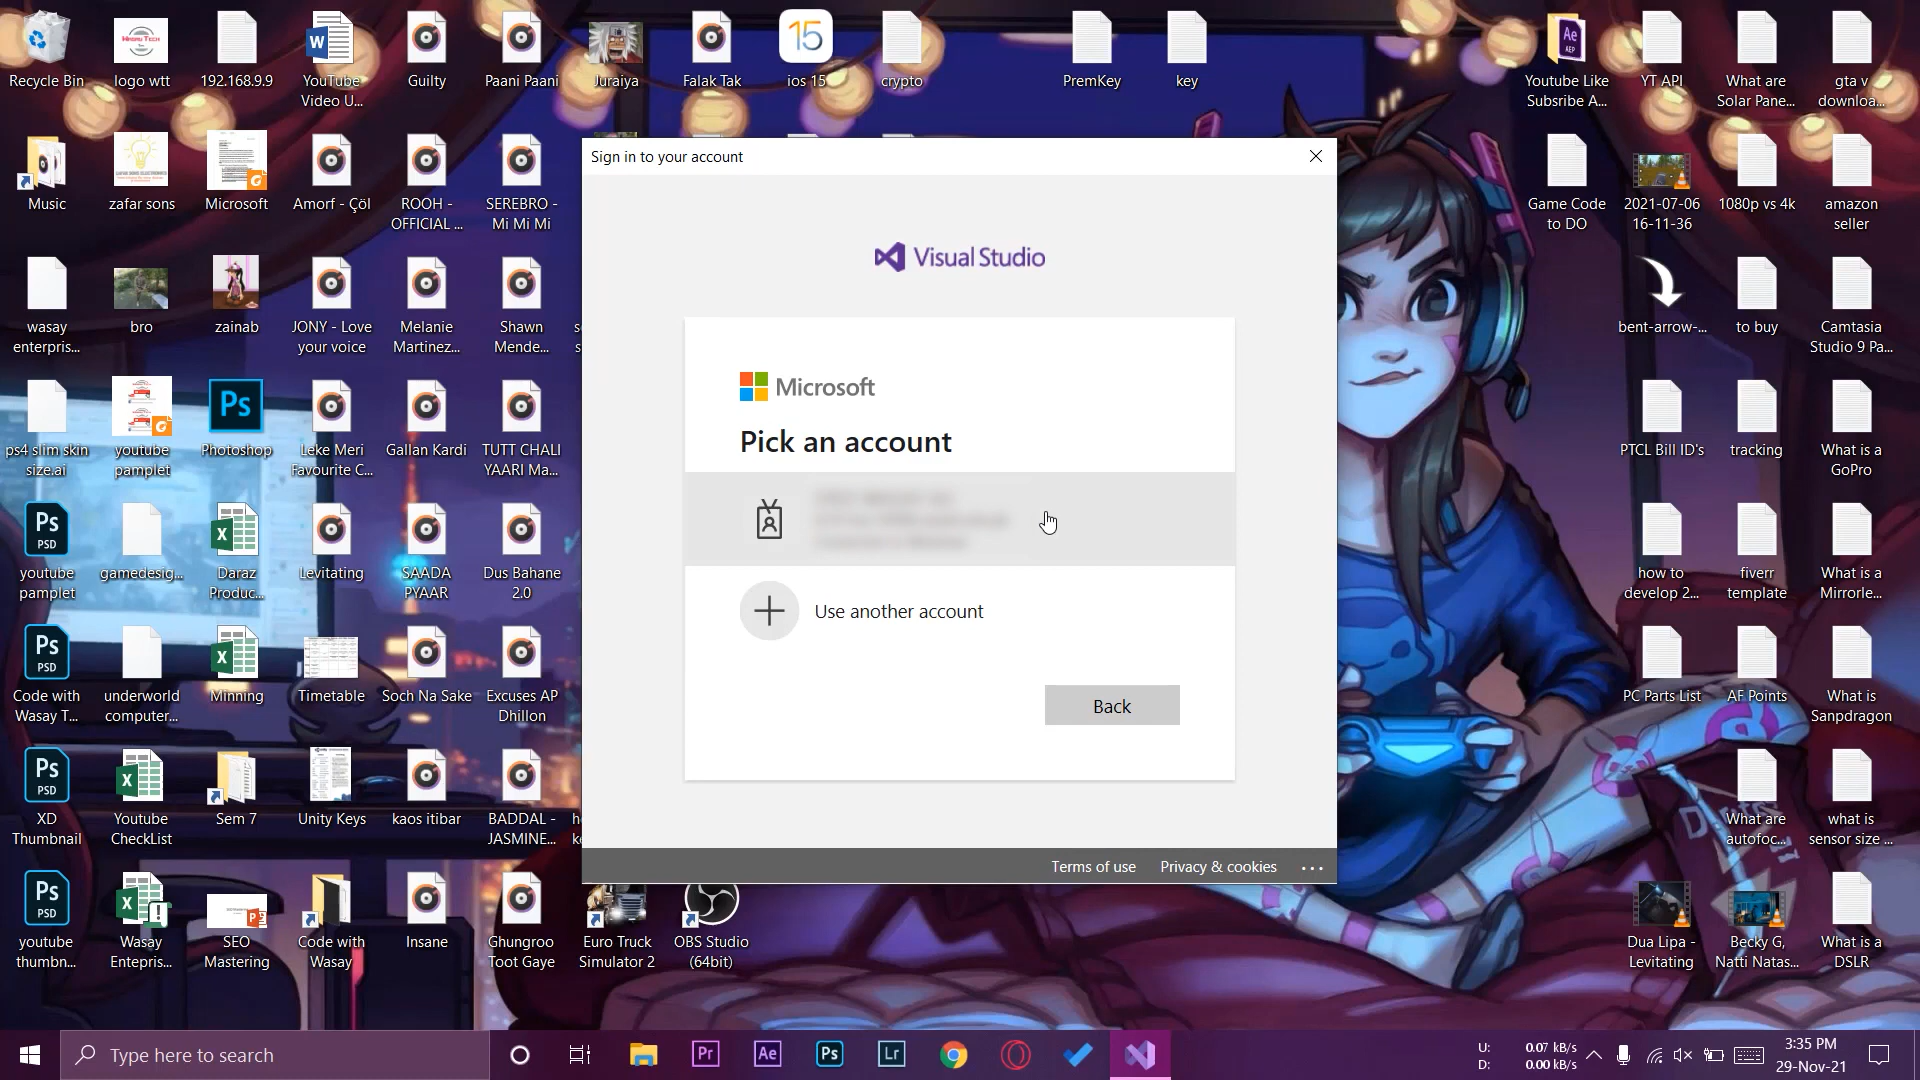 Recycle Bin
logo wtt
192.168.9.9
YouTube
Video U...
Guilty
Paani Paani
Juraiya
Falak Tak
15
ios 15
crypto
PremKey
key
Youtube Like
Subsribe A...
YT API
What are
Solar Pane...
gta v
downloa...
Music
zafar sons
Microsoft
Amorf - Çöl
ROOH -
OFFICIAL ...
SEREBRO -
Mi Mi Mi
Game Code
to DO
2021-07-06
16-11-36
1080p vs 4k
amazon
seller
wasay
enterpris...
bro
zainab
JONY - Love
your voice
Melanie
Martinez...
Shawn
Mende...
bent-arrow-...
to buy
Camtasia
Studio 9 Pa...
ps4 slim skin
size.ai
youtube
pamplet
Ps
Photoshop
Leke Meri
Favourite C...
Gallan Kardi
TUTT CHALI
YAARI Ma...
PTCL Bill ID's
tracking
What is a
GoPro
Ps
PSD
youtube
pamplet
gamedesig...
Daraz
Produc...
Levitating
SAADA
PYAAR
Dus Bahane
2.0
how to
develop 2...
fiverr
template
What is a
Mirrorle...
Ps
PSD
Code with
Wasay T...
underworld
computer...
Minning
Timetable
Soch Na Sake
Excuses AP
Dhillon
PC Parts List
AF Points
What is
Sanpdragon
Ps
PSD
XD
Thumbnail
Youtube
CheckList
Sem 7
Unity Keys
kaos itibar
BADDAL -
JASMINE...
What are
autofoc...
what is
sensor size ...
Ps
PSD
youtube
thumbn...
Wasay
Entepris...
SEO
Mastering
Code with
Wasay
Insane
Ghungroo
Toot Gaye
Euro Truck
Simulator 2
OBS Studio
(64bit)
Dua Lipa -
Levitating
Becky G,
Natti Natas...
What is a
DSLR
Sign in to your account
Visual Studio
Microsoft
Pick an account
Use another account
Back
Terms of use
Privacy & cookies
...
Type here to search
Pr
Ae
Ps
Lr
U: 0.07 kB/s
D: 0.00 kB/s
3:35 PM
29-Nov-21